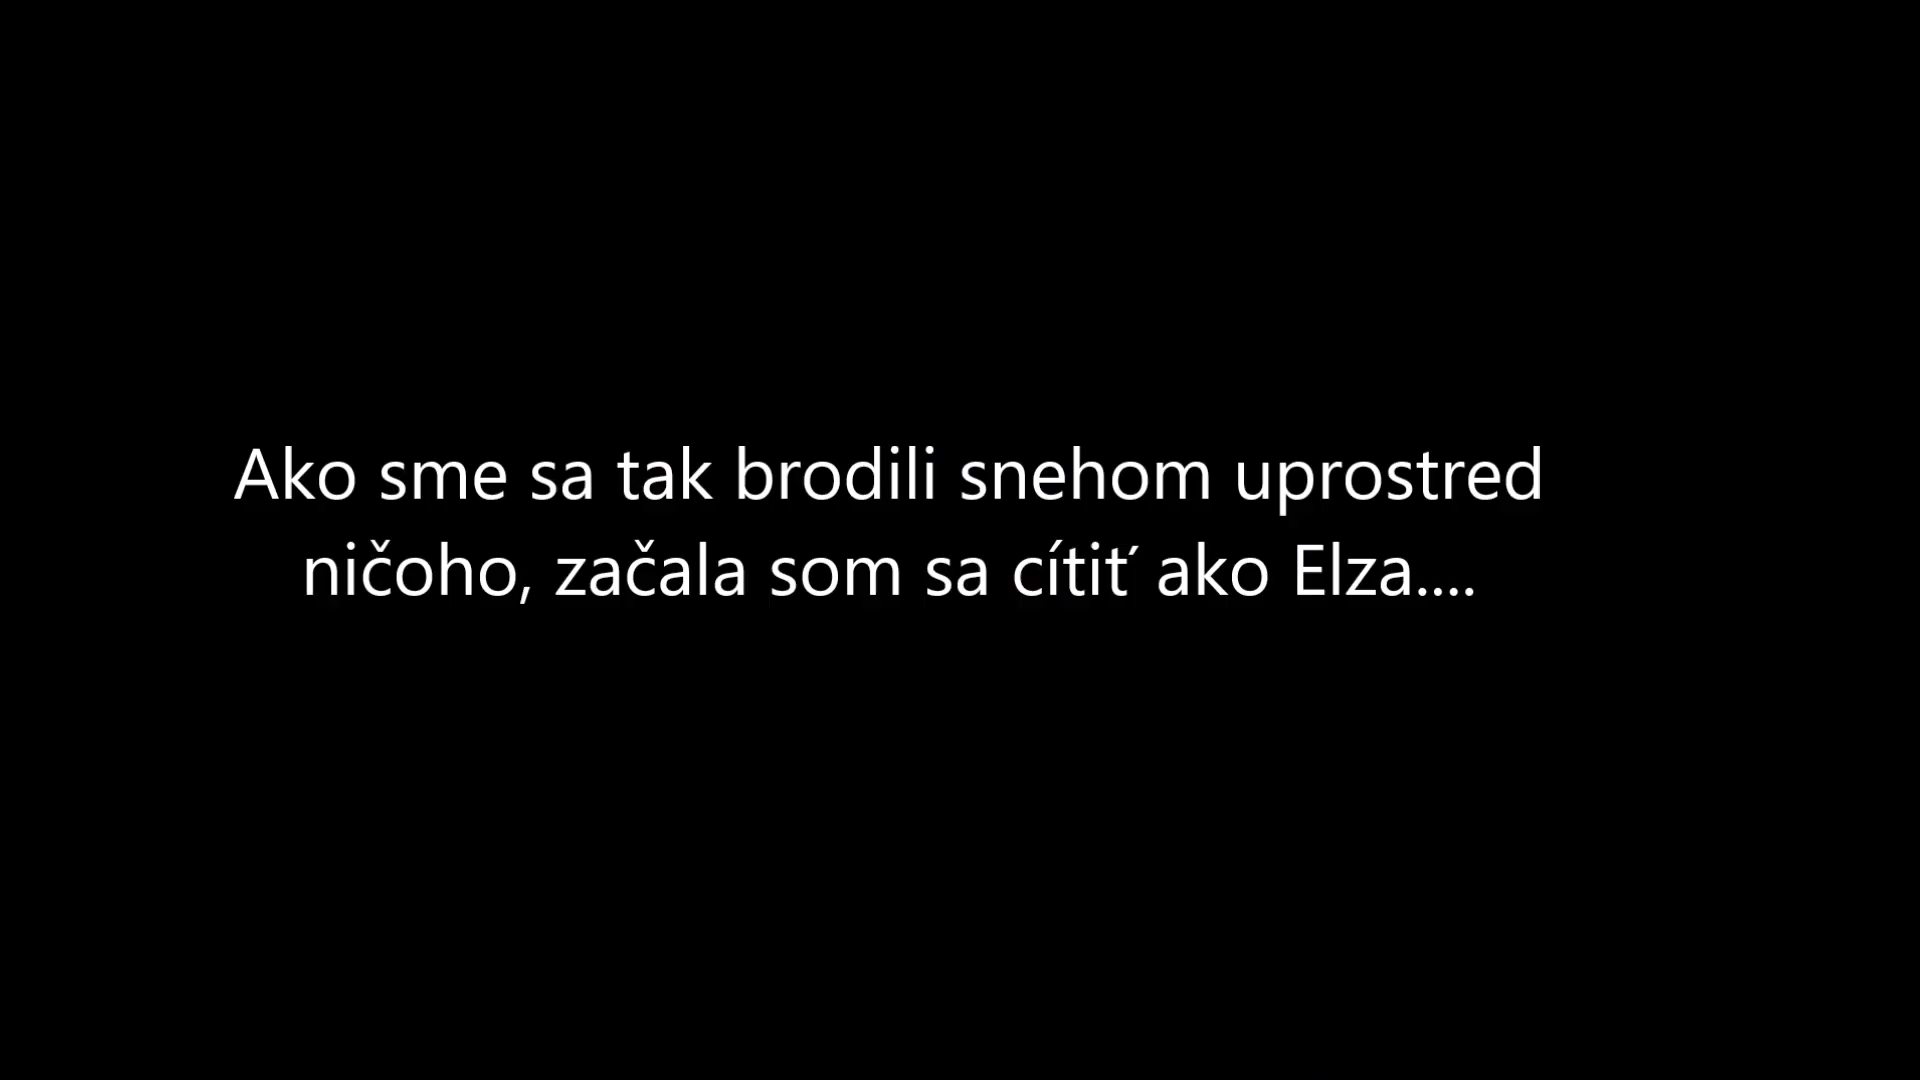 Ako sme sa tak brodili snehom uprostred
ničoho, začala som sa cítiť ako Elza....